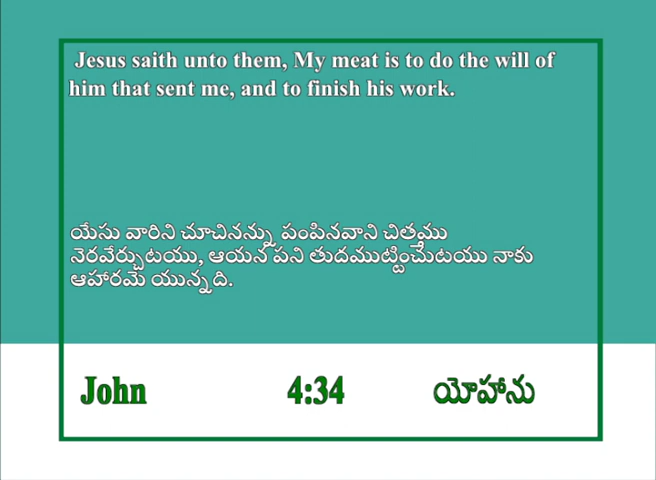 Jesus saith unto them, My meat is to do the will of
him that sent me, and to finish his work.
యేసు వారిని చూచినన్ను పంపినవాని చిత్తము
నెరవేర్చుటయు, ఆయన పని తుదముట్టించుటయు నాకు
ఆహారమై యున్నది.
John 4:34 యోహాను